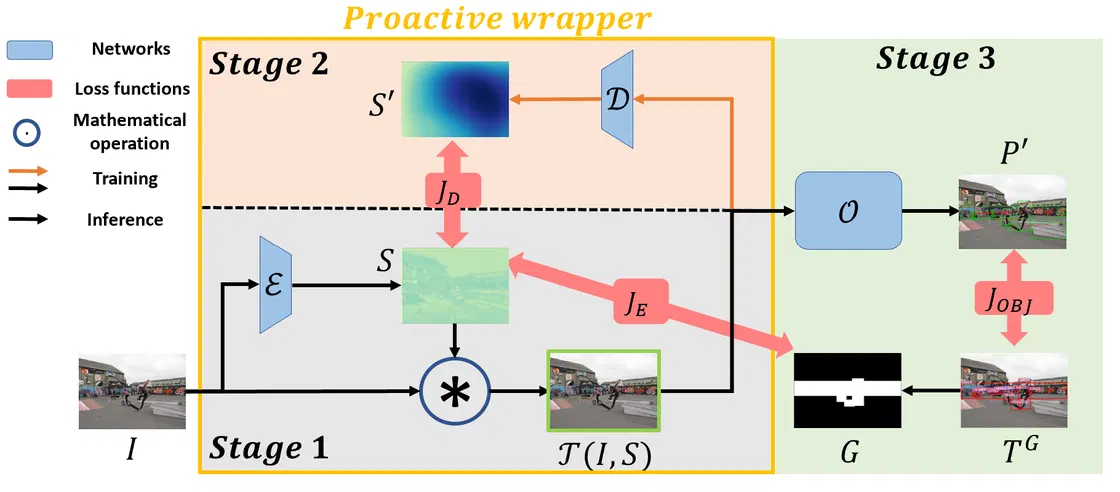 Proactive wrapper
Networks
Loss functions
Mathematical
operation
Training
Inference
Stage 2
S′
𝒟
J_D
S
ℰ
J_E
*
I
Stage 1
𝒯(I, S)
Stage 3
𝒪
P′
J_OBJ
G
T^G